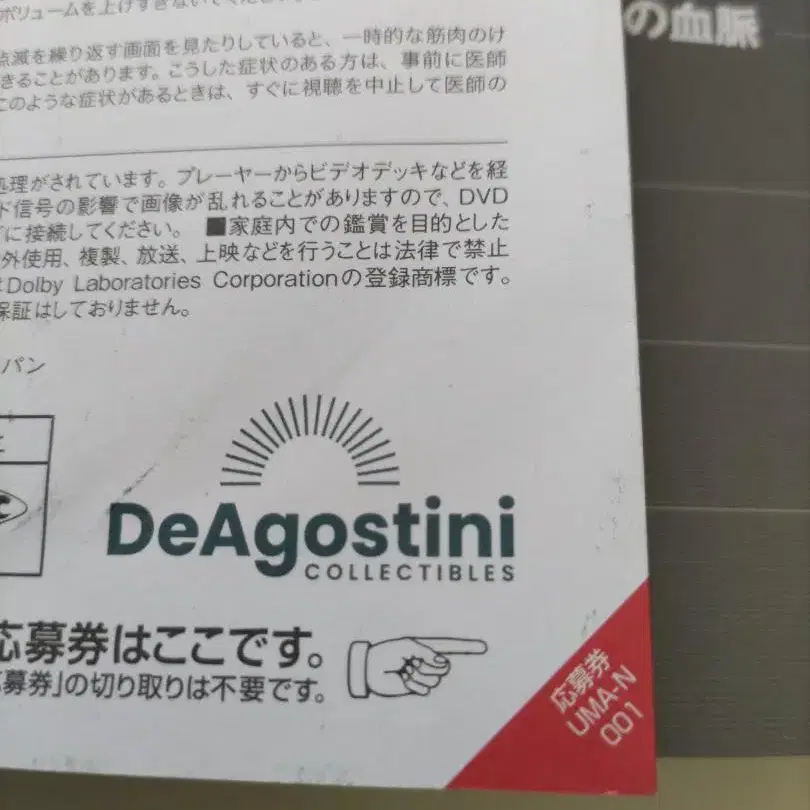 ボリュームを上げすぎないでくださ
の血脈
点滅を繰り返す画面を見たりしていると、一時的な筋肉のけ
きることがあります。こうした症状のある方は、事前に医師
このような症状があるときは、すぐに視聴を中止して医師の
処理がされています。プレーヤーからビデオデッキなどを経
ド信号の影響で画像が乱れることがありますので、DVD
に接続してください。 ■家庭内での鑑賞を目的とした
外使用、複製、放送、上映などを行うことは法律で禁止
Dolby Laboratories Corporationの登録商標です。
保証はしておりません。
パン
DeAgostini
COLLECTIBLES
応募券はここです。
募券」の切り取りは不要です。
応募券
UMA-N
001